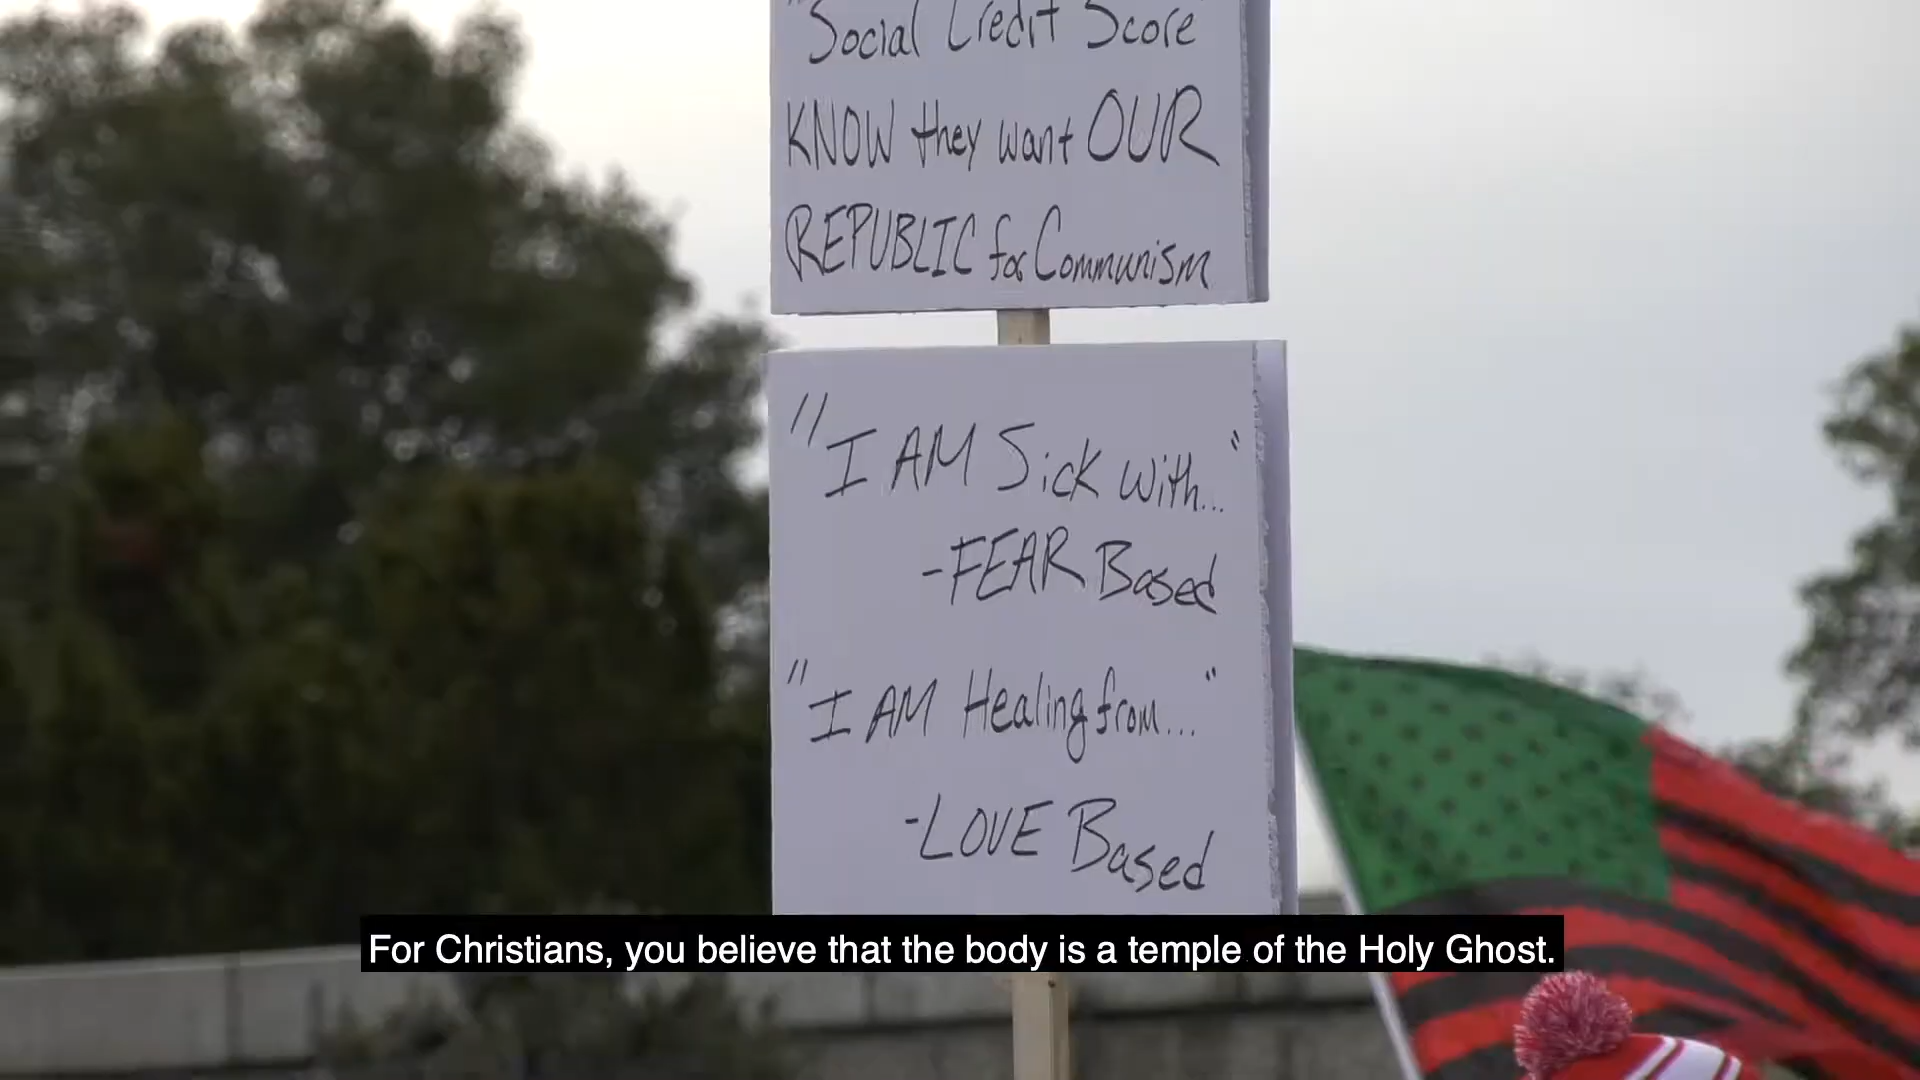 "Social Credit Score"
KNOW they want OUR
REPUBLIC for Communism
"I AM Sick with..."
-FEAR Based
"I AM Healing from..."
-LOVE Based
For Christians, you believe that the body is a temple of the Holy Ghost.